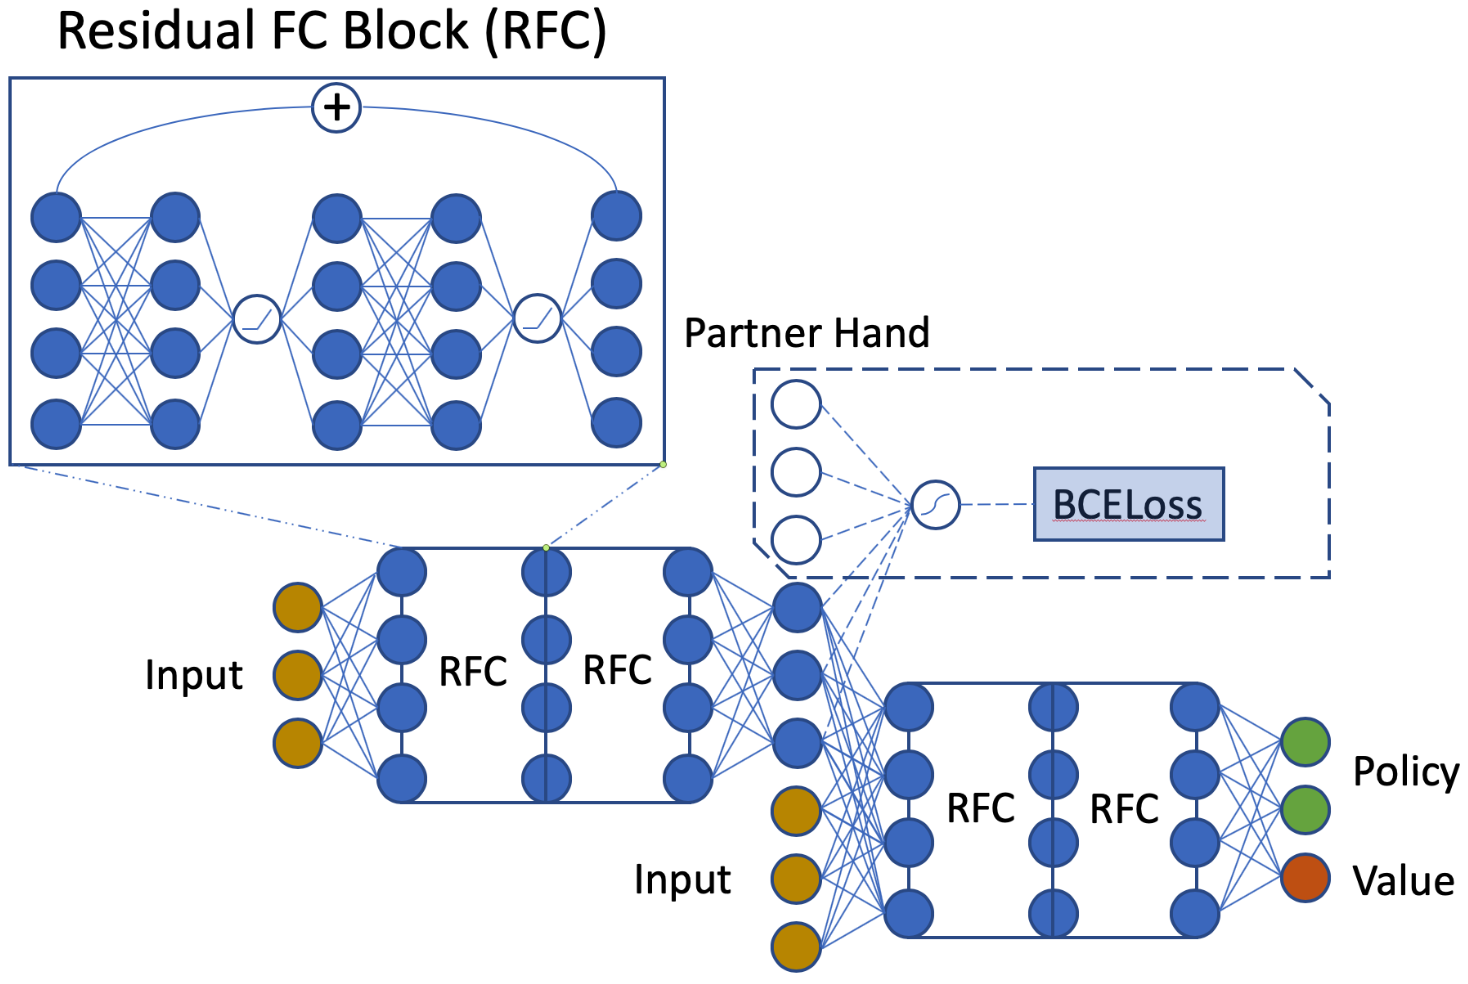 Residual FC Block (RFC)
+
Partner Hand
BCELoss
Input
RFC
RFC
Input
RFC
RFC
Policy
Value